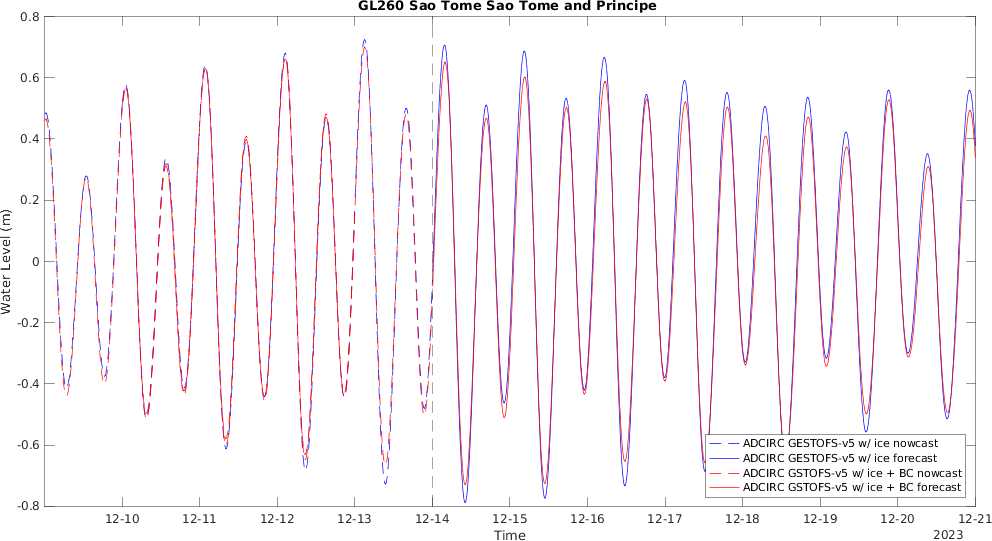 GL260 Sao Tome Sao Tome and Principe
0.8
0.6
0.4
0.2
0
-0.2
-0.4
-0.6
-0.8
Water Level (m)
ADCIRC GESTOFS-v5 w/ ice nowcast
ADCIRC GESTOFS-v5 w/ ice forecast
ADCIRC GSTOFS-v5 w/ ice + BC nowcast
ADCIRC GSTOFS-v5 w/ ice + BC forecast
12-10 12-11 12-12 12-13 12-14 12-15 12-16 12-17 12-18 12-19 12-20 12-21
Time
2023